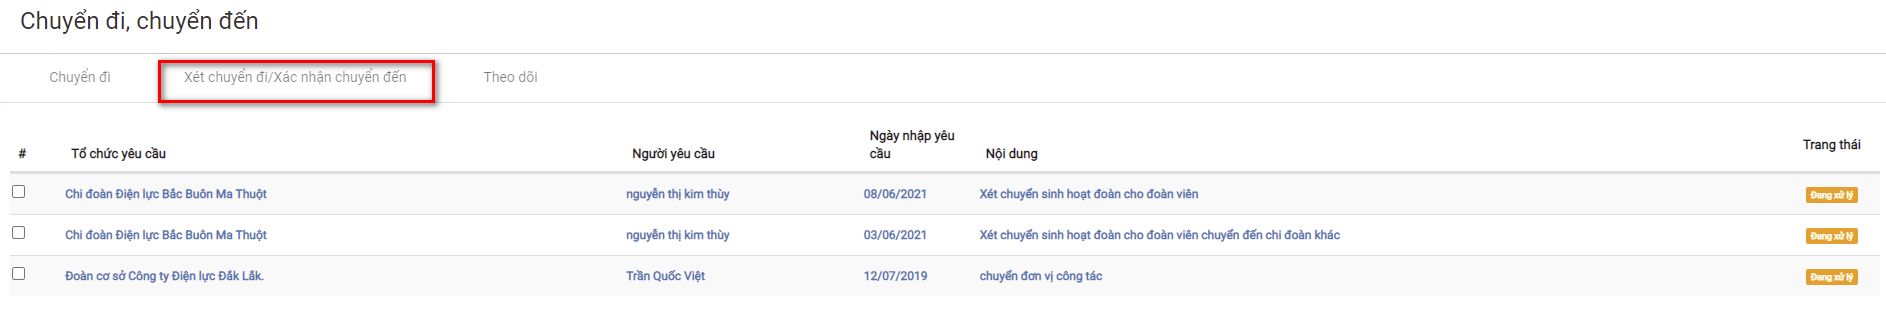 Chuyển đi, chuyển đến
Chuyển đi Xét chuyển đi/Xác nhận chuyển đến Theo dõi
# Tổ chức yêu cầu Người yêu cầu Ngày nhập yêu cầu Nội dung Trang thái
Chi đoàn Điện lực Bắc Buôn Ma Thuột nguyễn thị kim thùy 08/06/2021 Xét chuyển sinh hoạt đoàn cho đoàn viên Đang xử lý
Chi đoàn Điện lực Bắc Buôn Ma Thuột nguyễn thị kim thùy 03/06/2021 Xét chuyển sinh hoạt đoàn cho đoàn viên chuyển đến chi đoàn khác Đang xử lý
Đoàn cơ sở Công ty Điện lực Đắk Lắk. Trần Quốc Việt 12/07/2019 chuyển đơn vị công tác Đang xử lý